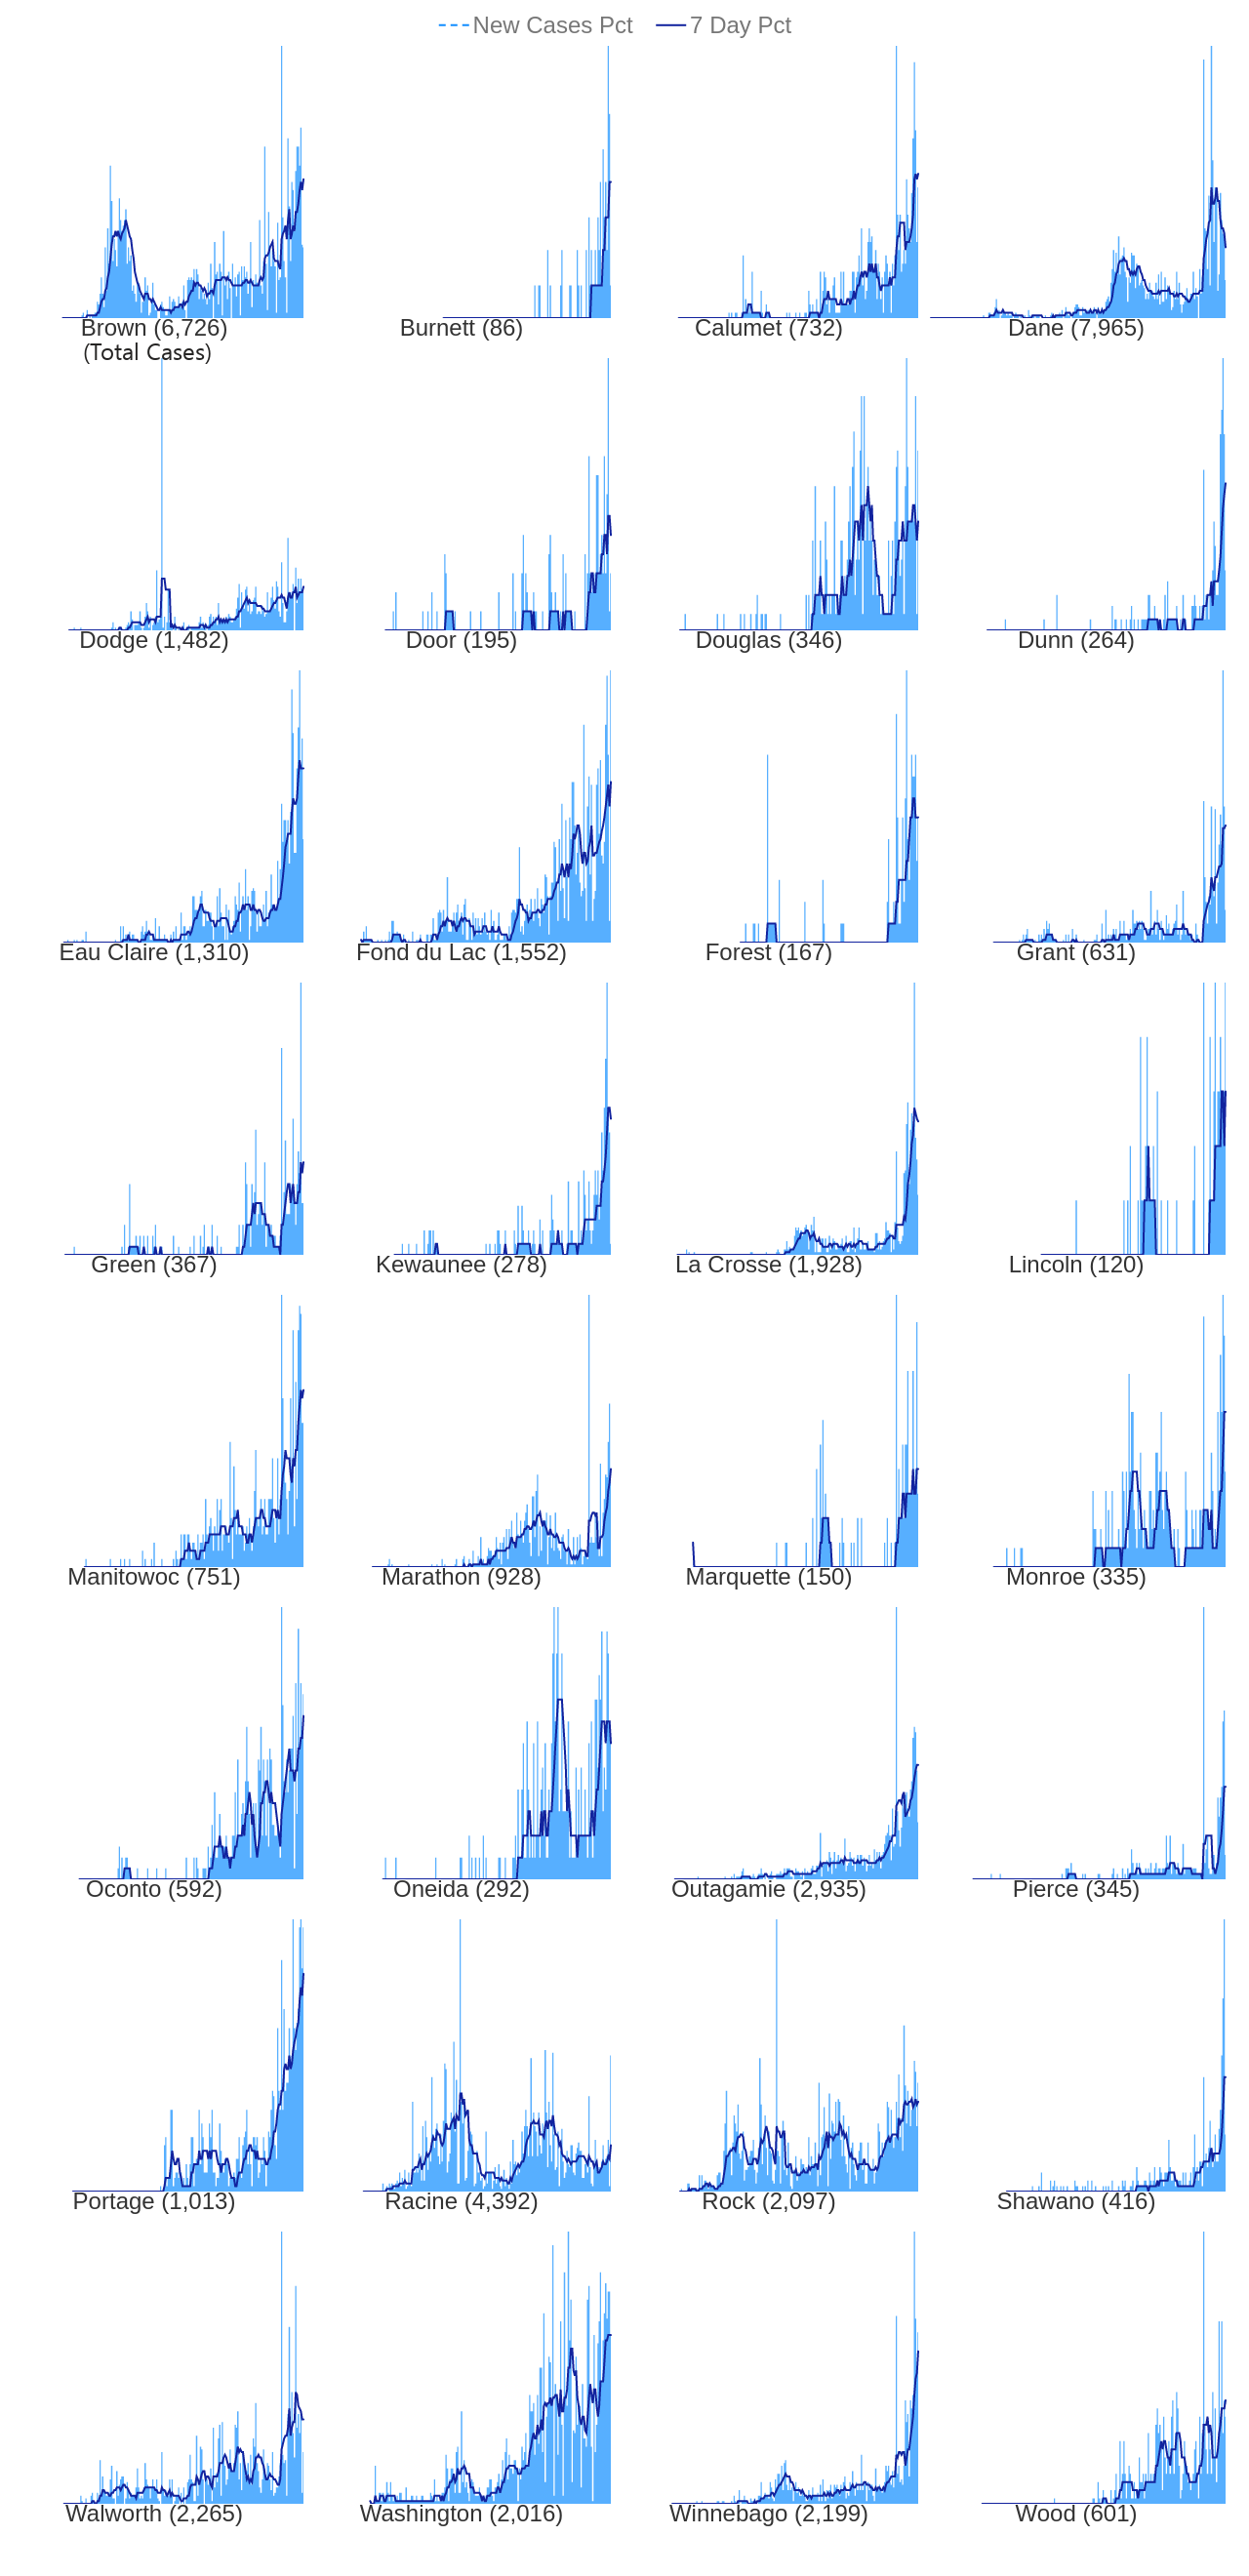 New Cases Pct 7 Day Pct
Brown (6,726) Burnett (86) Calumet (732) Dane (7,965)
(Total Cases)
Dodge (1,482) Door (195) Douglas (346) Dunn (264)
Eau Claire (1,310) Fond du Lac (1,552) Forest (167) Grant (631)
Green (367) Kewaunee (278) La Crosse (1,928) Lincoln (120)
Manitowoc (751) Marathon (928) Marquette (150) Monroe (335)
Oconto (592) Oneida (292) Outagamie (2,935) Pierce (345)
Portage (1,013) Racine (4,392) Rock (2,097) Shawano (416)
Walworth (2,265) Washington (2,016) Winnebago (2,199) Wood (601)